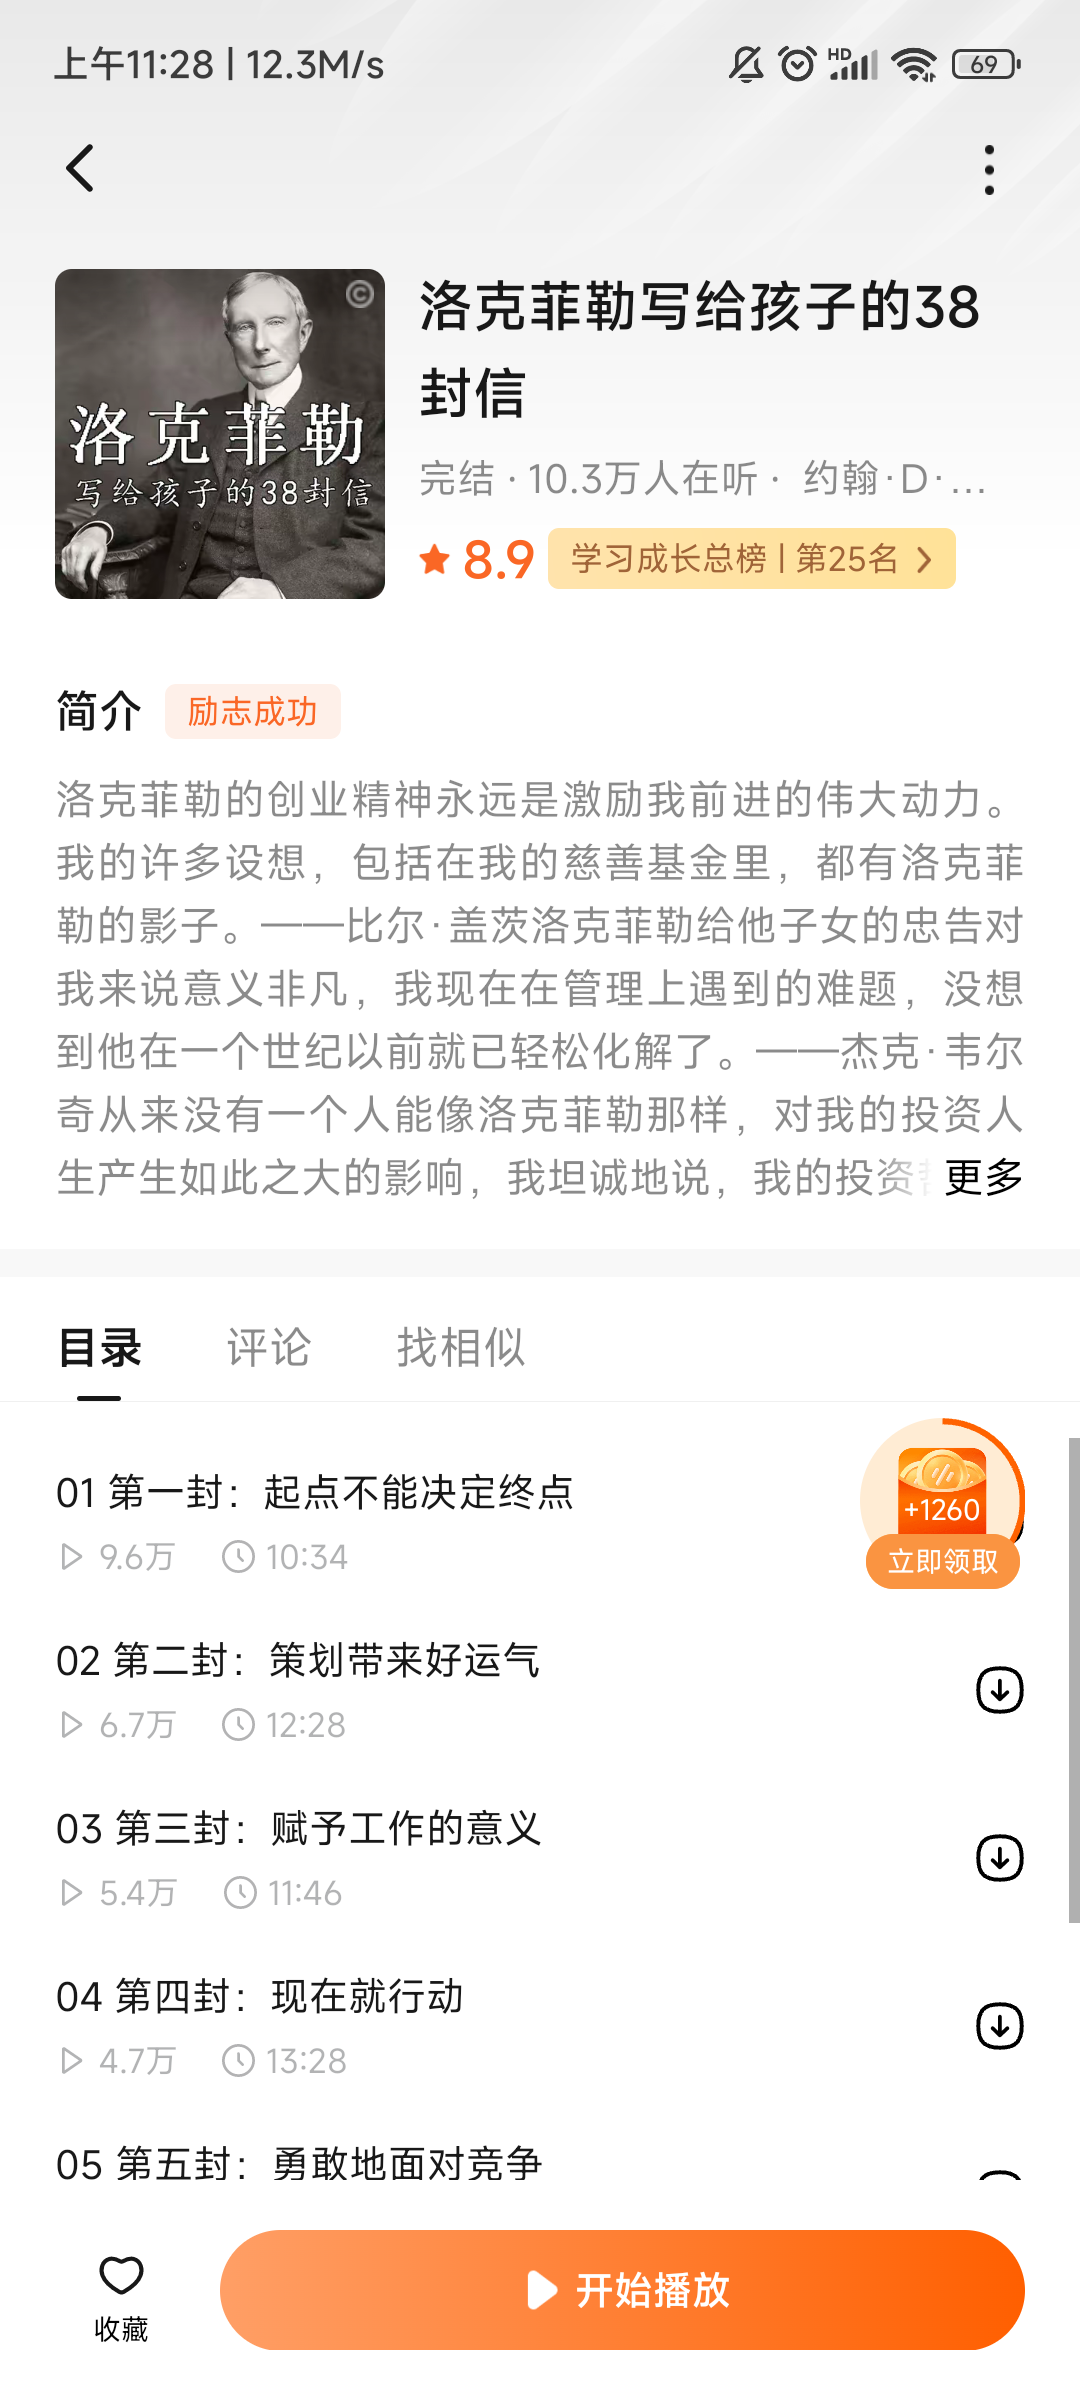 上午11:28 | 12.3M/s
HD
69
©
洛克菲勒
写给孩子的38封信
洛克菲勒写给孩子的38
封信
完结 · 10.3万人在听 · 约翰·D·...
8.9
学习成长总榜 | 第25名
简介
励志成功
洛克菲勒的创业精神永远是激励我前进的伟大动力。
我的许多设想，包括在我的慈善基金里，都有洛克菲
勒的影子。——比尔·盖茨洛克菲勒给他子女的忠告对
我来说意义非凡，我现在在管理上遇到的难题，没想
到他在一个世纪以前就已轻松化解了。——杰克·韦尔
奇从来没有一个人能像洛克菲勒那样，对我的投资人
生产生如此之大的影响，我坦诚地说，我的投资 更多
目录
评论
找相似
01 第一封：起点不能决定终点
9.6万 10:34
+1260
立即领取
02 第二封：策划带来好运气
6.7万 12:28
03 第三封：赋予工作的意义
5.4万 11:46
04 第四封：现在就行动
4.7万 13:28
05 第五封：勇敢地面对竞争
收藏
开始播放